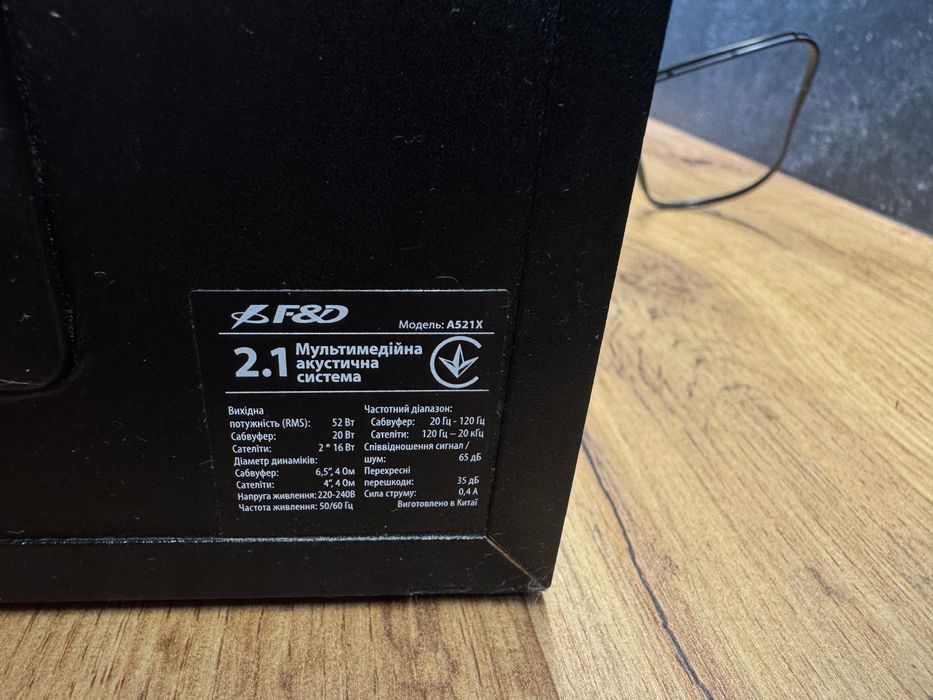 F&D
Модель: A521X
2.1 Мультимедійна
акустична
система
Вихідна
потужність (RMS): 52 Вт
Сабвуфер: 20 Вт
Сателіти: 2 * 16 Вт
Діаметр динаміків:
Сабвуфер: 6,5", 4 Ом
Сателіти: 4", 4 Ом
Напруга живлення: 220-240В
Частота живлення: 50/60 Гц
Частотний діапазон:
Сабвуфер: 20 Гц - 120 Гц
Сателіти: 120 Гц – 20 кГц
Співвідношення сигнал /
шум: 65 дБ
Перехресні
перешкоди: 35 дБ
Сила струму: 0,4 А
Виготовлено в Китаї